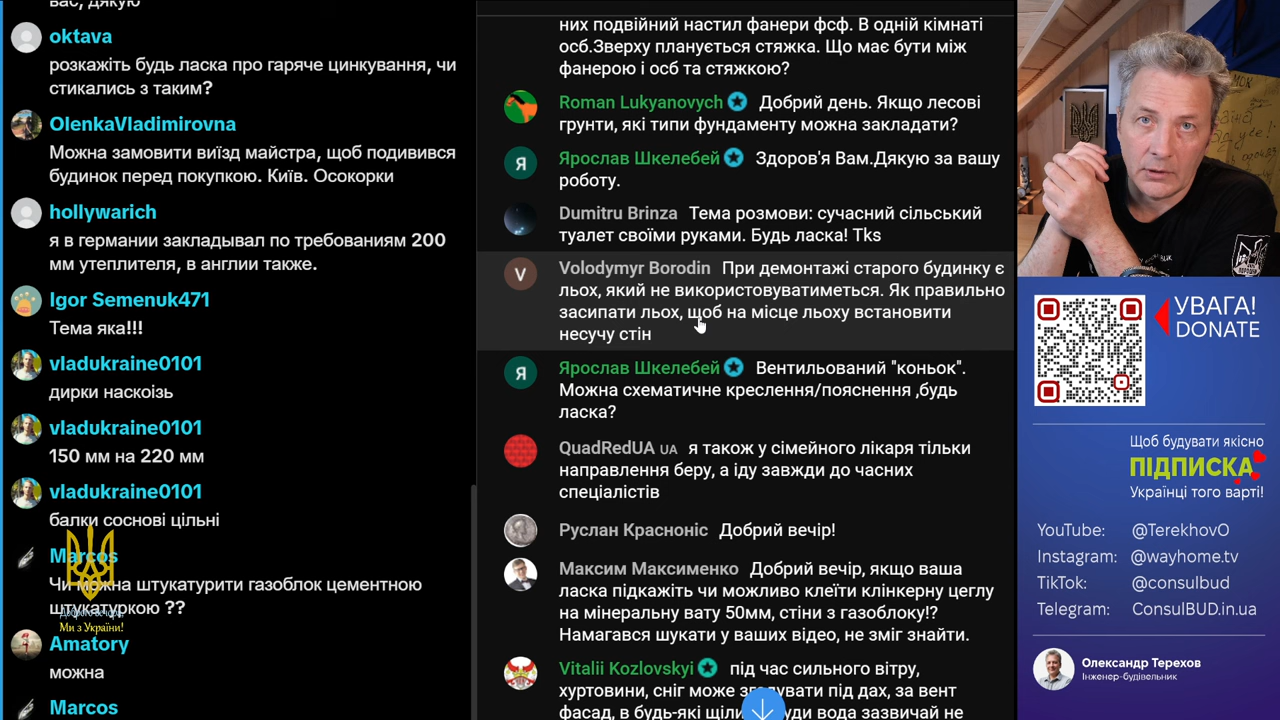 вас, дякую
oktava
розкажіть будь ласка про гаряче цинкування, чи
стикались з таким?
OlenkaVladimirovna
Можна замовити виїзд майстра, щоб подивився
будинок перед покупкою. Київ. Осокорки
hollywarich
я в германии закладывал по требованиям 200
мм утеплителя, в англии также.
Igor Semenuk471
Тема яка!!!
vladukraine0101
дирки наскоізь
vladukraine0101
150 мм на 220 мм
vladukraine0101
балки соснові цільні
Marcos
Чи можна штукатурити газоблок цементною
штукатуркою ??
Ми з України!
Amatory
можна
Marcos
них подвійний настил фанери фсф. В одній кімнаті
осб.Зверху планується стяжка. Що має бути між
фанерою і осб та стяжкою?
Roman Lukyanovych Добрий день. Якщо лесові
грунти, які типи фундаменту можна закладати?
Я
Ярослав Шкелебей Здоров'я Вам.Дякую за вашу
роботу.
Dumitru Brinza Тема розмови: сучасний сільський
туалет своїми руками. Будь ласка! Tks
V
Volodymyr Borodin При демонтажі старого будинку є
льох, який не використовуватиметься. Як правильно
засипати льох, щоб на місце льоху встановити
несучу стін
Я
Ярослав Шкелебей Вентильований "коньок".
Можна схематичне креслення/пояснення ,будь
ласка?
QuadRedUA UA я також у сімейного лікаря тільки
направлення беру, а іду завжди до часних
спеціалістів
Руслан Красноніс Добрий вечір!
Максим Максименко Добрий вечір, якщо ваша
ласка підкажіть чи можливо клеїти клінкерну цеглу
на мінеральну вату 50мм, стіни з газоблоку!?
Намагався шукати у ваших відео, не зміг знайти.
Vitalii Kozlovskyi під час сильного вітру,
хуртовини, сніг може під дах, за вент
фасад, в будь-які вода зазвичай не
УВАГА!
DONATE
Щоб будувати якісно
ПІДПИСКА
Українці того варті!
YouTube: @TerekhovO
Instagram: @wayhome.tv
TikTok: @consulbud
Telegram: ConsulBUD.in.ua
Олександр Терехов
Інженер-будівельник